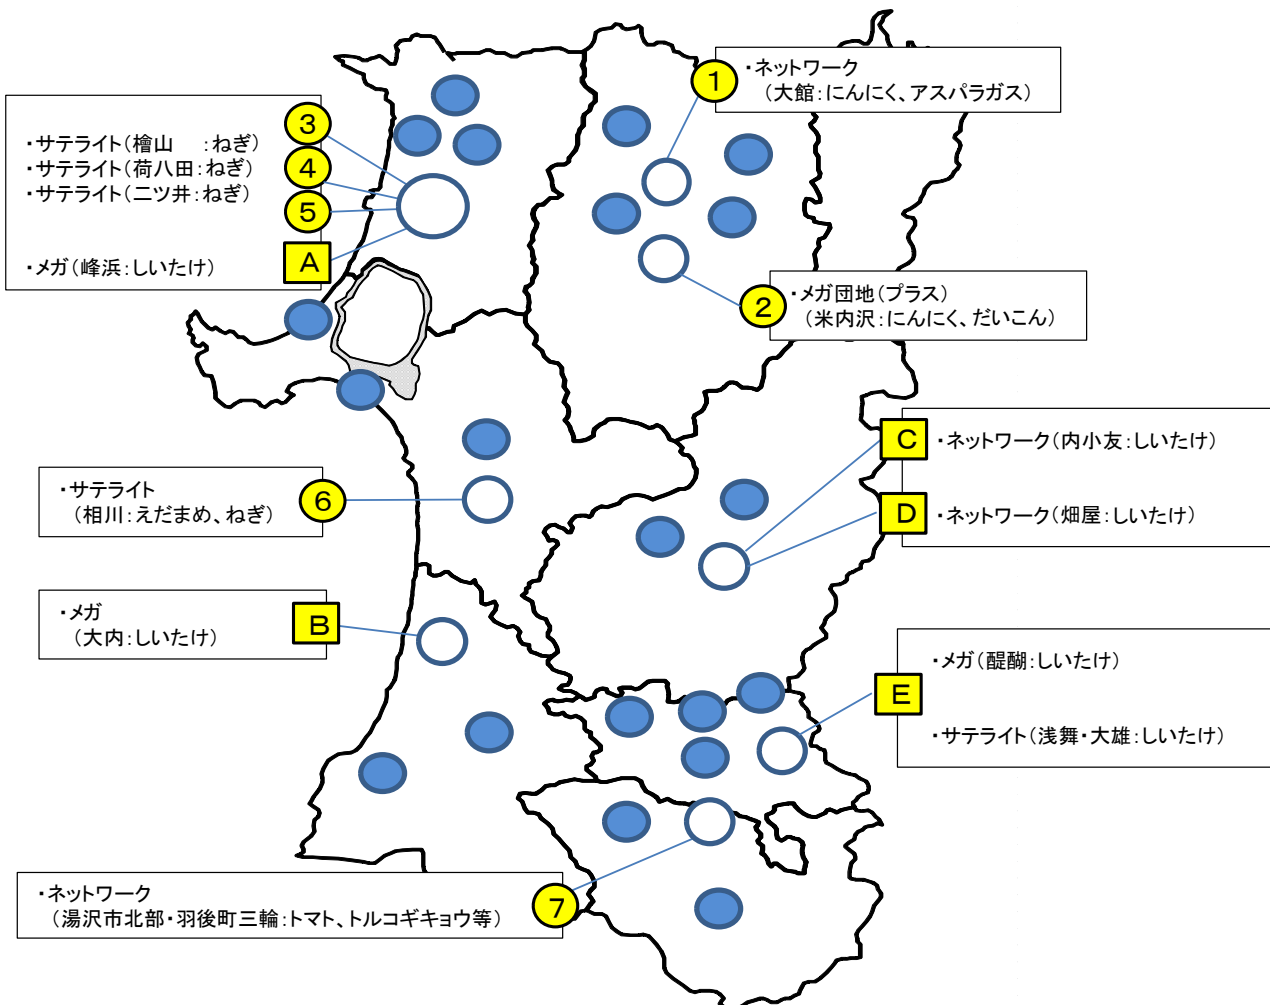 1
・ネットワーク
（大館：にんにく、アスパラガス）
3
4
5
A
・サテライト（檜山　：ねぎ）
・サテライト（荷八田：ねぎ）
・サテライト（二ツ井：ねぎ）
・メガ（峰浜：しいたけ）
2
・メガ団地（プラス）
（米内沢：にんにく、だいこん）
C
・ネットワーク（内小友：しいたけ）
D
・ネットワーク（畑屋：しいたけ）
・サテライト
（相川：えだまめ、ねぎ）
6
・メガ
（大内：しいたけ）
B
E
・メガ（醍醐：しいたけ）
・サテライト（浅舞・大雄：しいたけ）
・ネットワーク
（湯沢市北部・羽後町三輪：トマト、トルコギキョウ等）
7